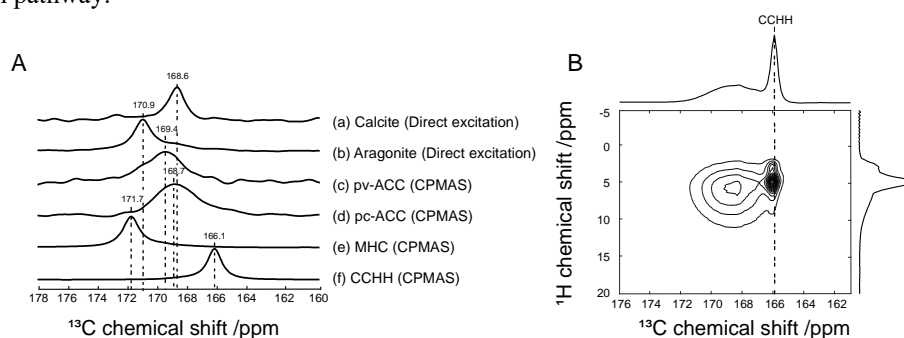 pathway.
A
168.6
170.9
169.4
168.7
171.7
166.1
(a) Calcite (Direct excitation)
(b) Aragonite (Direct excitation)
(c) pv-ACC (CPMAS)
(d) pc-ACC (CPMAS)
(e) MHC (CPMAS)
(f) CCHH (CPMAS)
178 176 174 172 170 168 166 164 162 160
¹³C chemical shift /ppm
B
CCHH
-5
0
5
10
15
20
¹H chemical shift /ppm
176 172 170 168 166 164 162
¹³C chemical shift /ppm